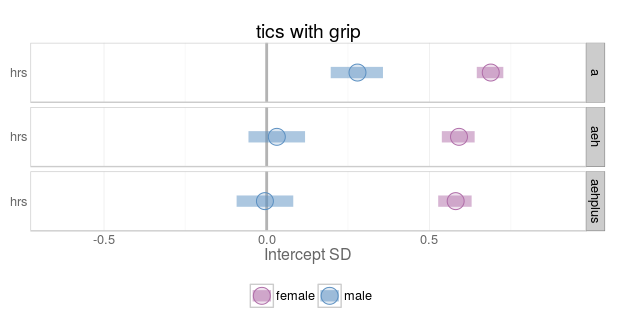 tics with grip
hrs
a
hrs
aeh
hrs
aehplus
-0.5 0.0 0.5
Intercept SD
female male